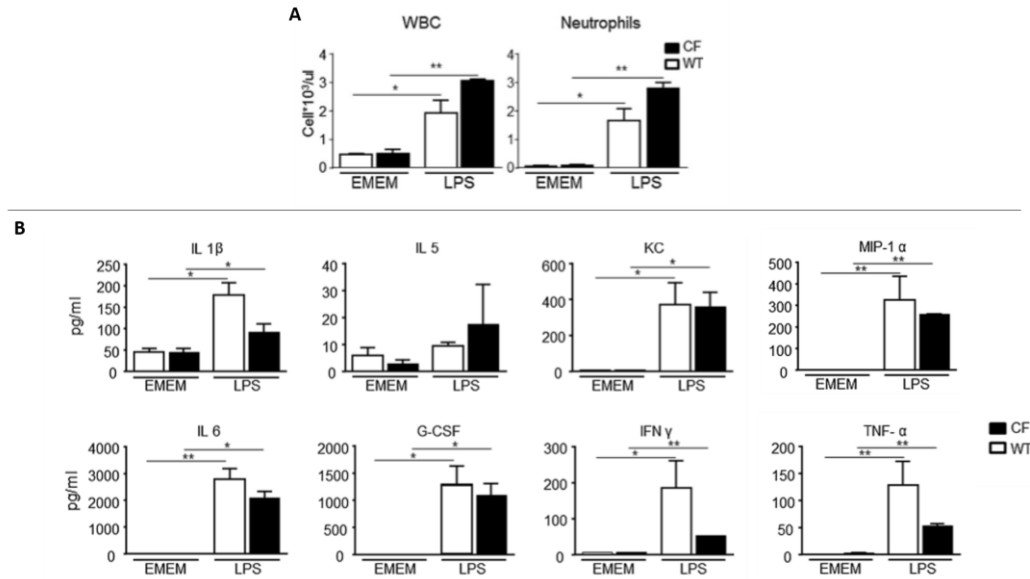 A
WBC
Neutrophils
CF
WT
Cell*10³/ul
4
3
2
1
0
**
*
EMEM
LPS
4
3
2
1
0
**
*
EMEM
LPS
B
IL 1β
pg/ml
250
200
150
100
50
0
*
*
EMEM
LPS
IL 5
40
30
20
10
0
EMEM
LPS
KC
600
400
200
0
*
*
EMEM
LPS
MIP-1 α
500
400
300
200
100
0
**
**
EMEM
LPS
IL 6
pg/ml
4000
3000
2000
1000
0
*
**
EMEM
LPS
G-CSF
2000
1500
1000
500
0
*
*
EMEM
LPS
IFN γ
300
200
100
0
**
*
EMEM
LPS
TNF- α
200
150
100
50
0
**
**
EMEM
LPS
CF
WT